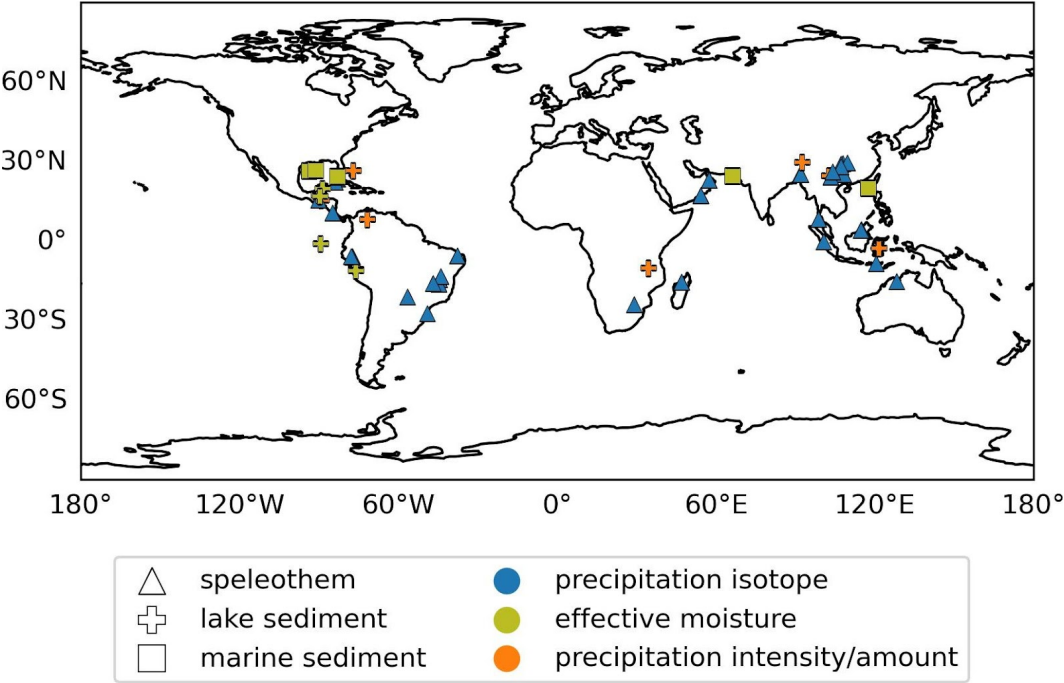 60°N
30°N
0°
30°S
60°S
180° 120°W 60°W 0° 60°E 120°E 180°
speleothem precipitation isotope
lake sediment effective moisture
marine sediment precipitation intensity/amount